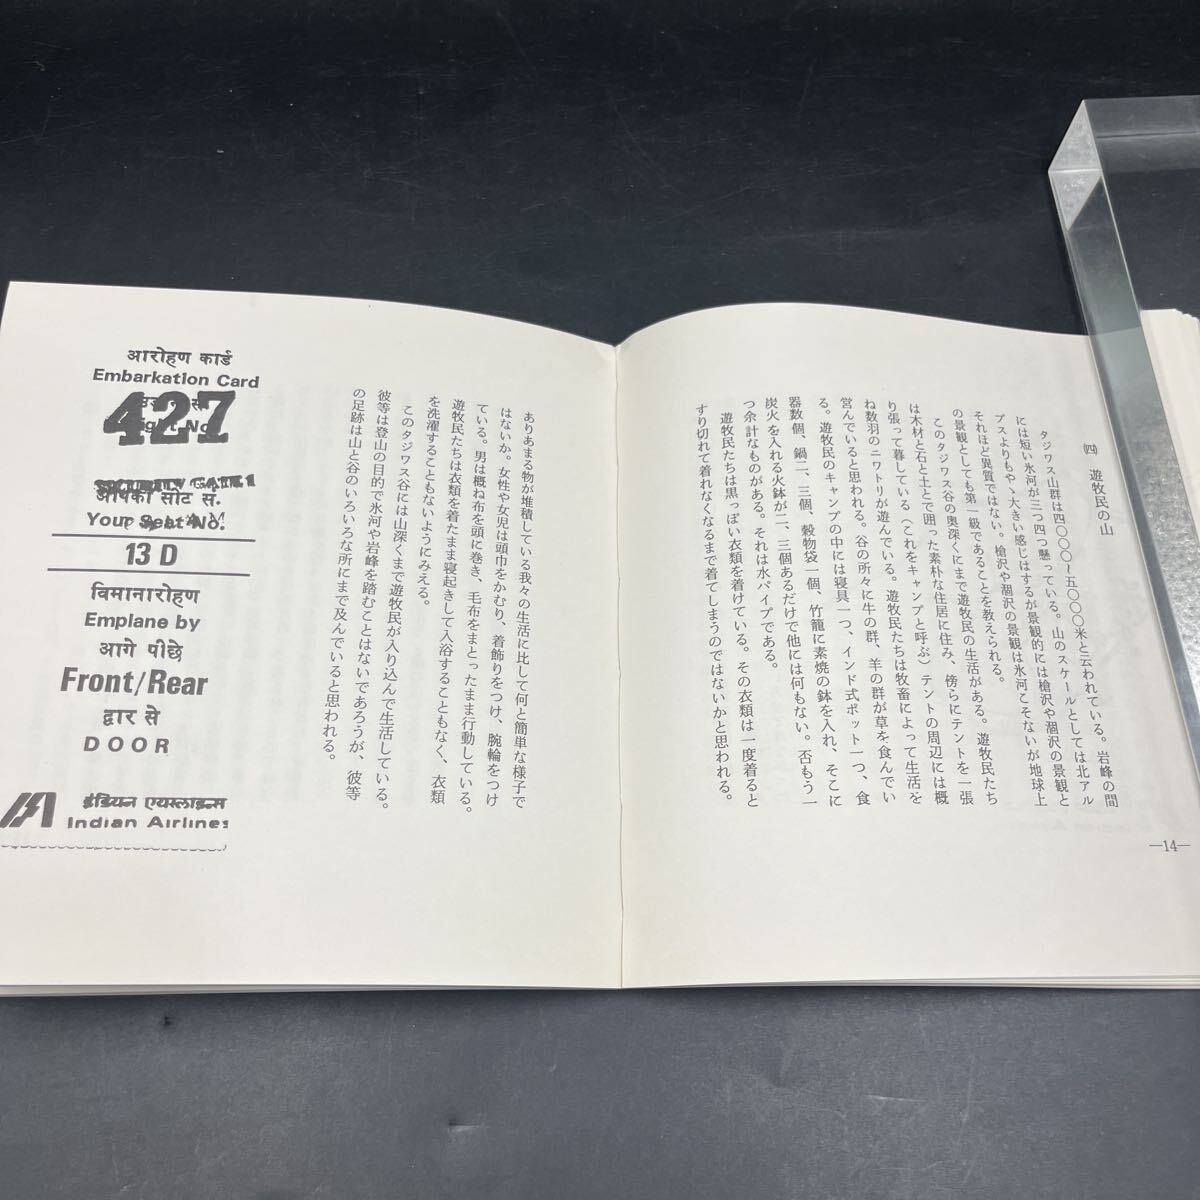 ㈣　遊牧民の山
タジワス山群は四〇〇〇〜五〇〇〇米と云われている。岩峰の間
には短い氷河が三つ四つ懸っている。山のスケールとしては北アル
プスよりもやゝ大きい感じはするが景観的には槍沢や涸沢の景観と
それほど異質ではない。槍沢や涸沢の景観は氷河こそないが地球上
の景観としても第一級であることを教えられる。
このタジワス谷の奥深くにまで遊牧民の生活がある。遊牧民たち
は木材と石と土とで囲った素朴な住居に住み、傍らにテントを一張
り張って暮している（これをキャンプと呼ぶ）テントの周辺には概
ね数羽のニワトリが遊んでいる。遊牧民たちは牧畜によって生活を
営んでいると思われる。谷の所々に牛の群、羊の群が草を食んでい
る。遊牧民のキャンプの中には寝具一つ、インド式ポット一つ、食
器数個、鍋二、三個、穀物袋一個、竹籠に素焼の鉢を入れ、そこに
炭火を入れる火鉢が二、三個あるだけで他には何もない。否もう一
つ余計なものがある。それは水パイプである。
遊牧民たちは黒っぽい衣類を着けている。その衣類は一度着ると
すり切れて着れなくなるまで着てしまうのではないかと思われる。
—14—
ありあまる物が堆積している我々の生活に比して何と簡単な様子で
はないか。女性や女児は頭巾をかむり、着飾りをつけ、腕輪をつけ
ている。男は概ね布を頭に巻き、毛布をまとったまま行動している。
遊牧民たちは衣類を着たまま寝起きして入浴することもなく、衣類
を洗濯することもないようにみえる。
このタジワス谷には山深くまで遊牧民が入り込んで生活している。
彼等は登山の目的で氷河や岩峰を踏むことはないであろうが、彼等
の足跡は山と谷のいろいろな所にまで及んでいると思われる。
आरोहण कार्ड
Embarkation Card
427
SECURITY GATE 1
आपकी सीट सं.
Your Seat No.
13 D
विमानारोहण
Emplane by
आगे पीछे
Front/Rear
द्वार से
DOOR
इंडियन एयरलाइन्स
Indian Airlines